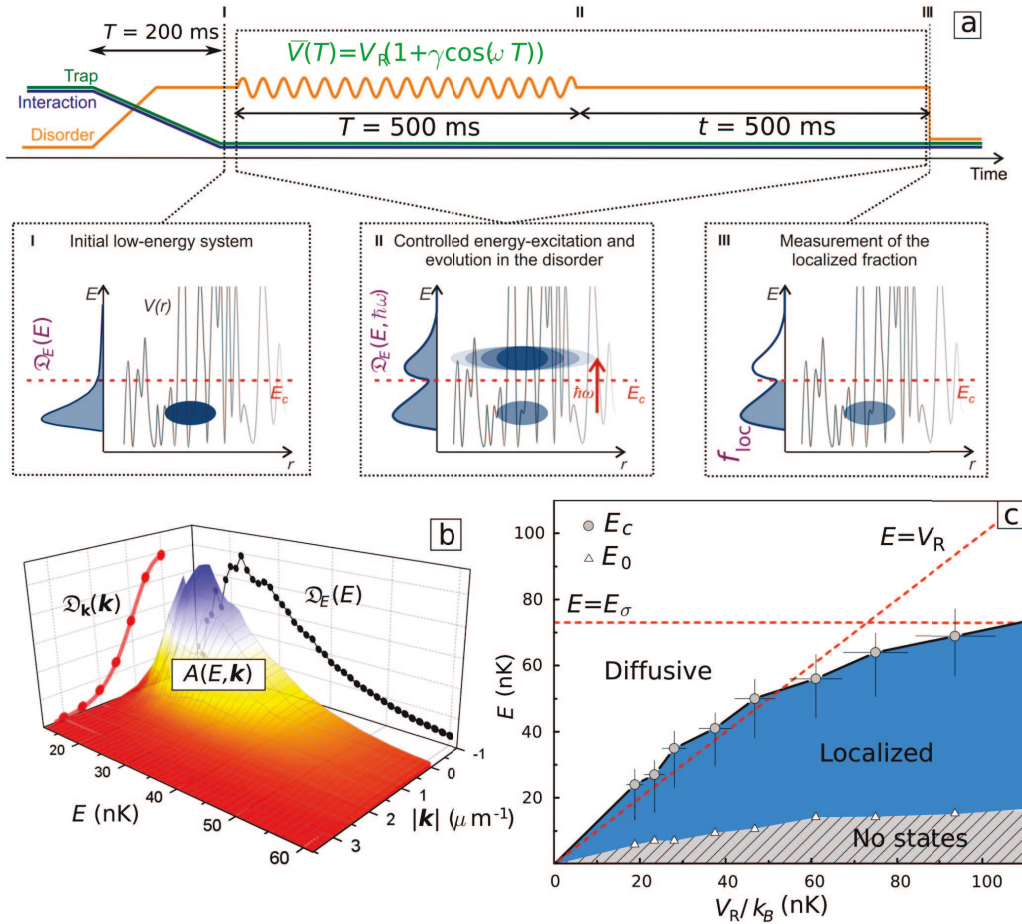 I
II
III
a
T = 200 ms
V̅(T)=V_R(1+γcos(ωT))
Trap
Interaction
Disorder
T = 500 ms
t = 500 ms
Time
I Initial low-energy system
E
V(r)
𝔇_E(E)
E_c
r
II Controlled energy-excitation and
evolution in the disorder
E
𝔇_E(E, ħω)
E_c
ħω
r
III Measurement of the
localized fraction
E
E_c
f_loc
r
b
𝔇_k(k)
𝔇_E(E)
A(E,k)
20
30
40
50
60
E (nK)
-1
0
1
2
3
|k| (μ m⁻¹)
c
E_c
E_0
E=V_R
E=E_σ
Diffusive
Localized
No states
100
80
60
40
20
0
E (nK)
0 20 40 60 80 100
V_R/k_B (nK)